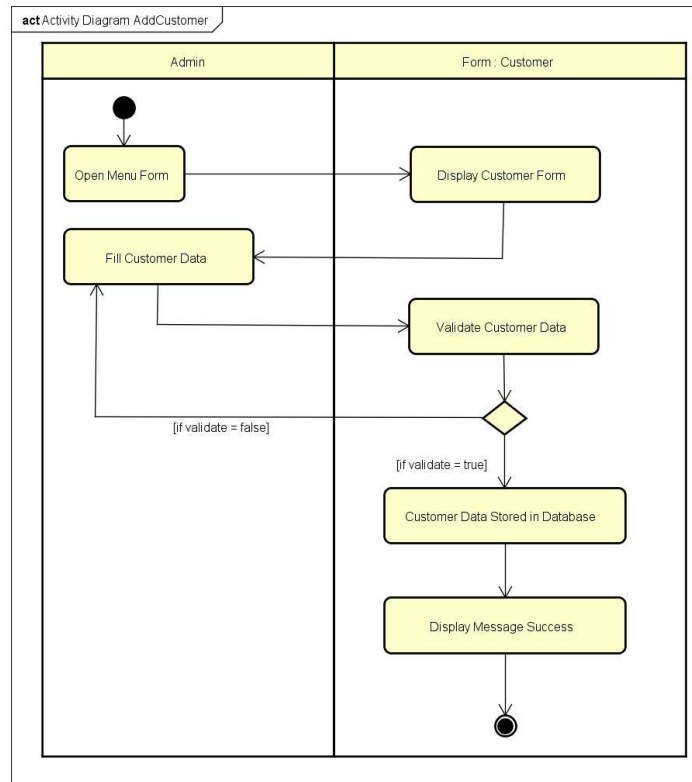 act Activity Diagram AddCustomer
Admin
Form : Customer
Open Menu Form
Display Customer Form
Fill Customer Data
Validate Customer Data
[if validate = false]
[if validate = true]
Customer Data Stored in Database
Display Message Success